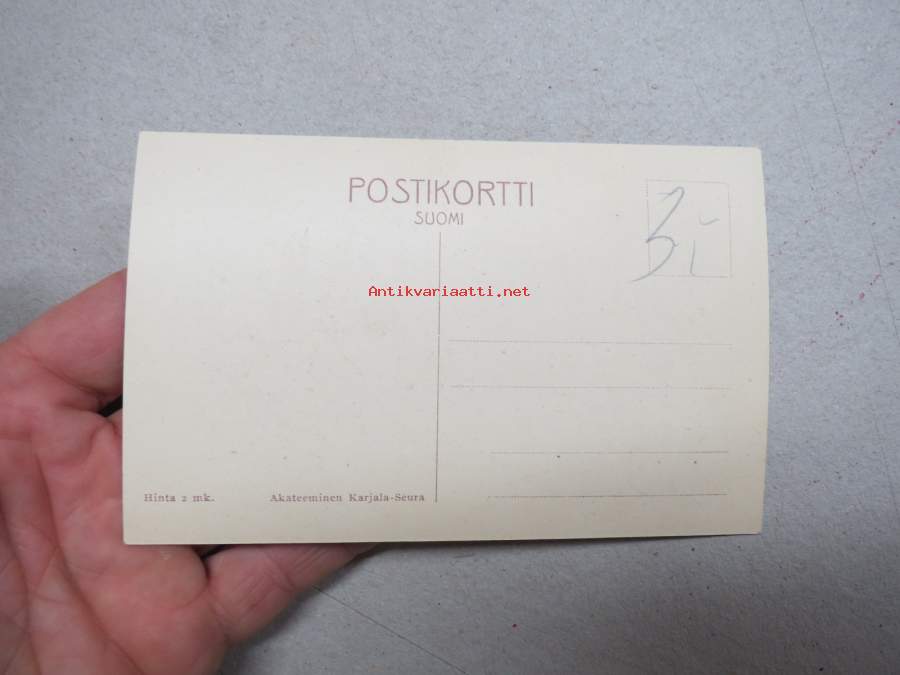 POSTIKORTTI
SUOMI
Antikvariaatti.net
Hinta 2 mk.
Akateeminen Karjala-Seura